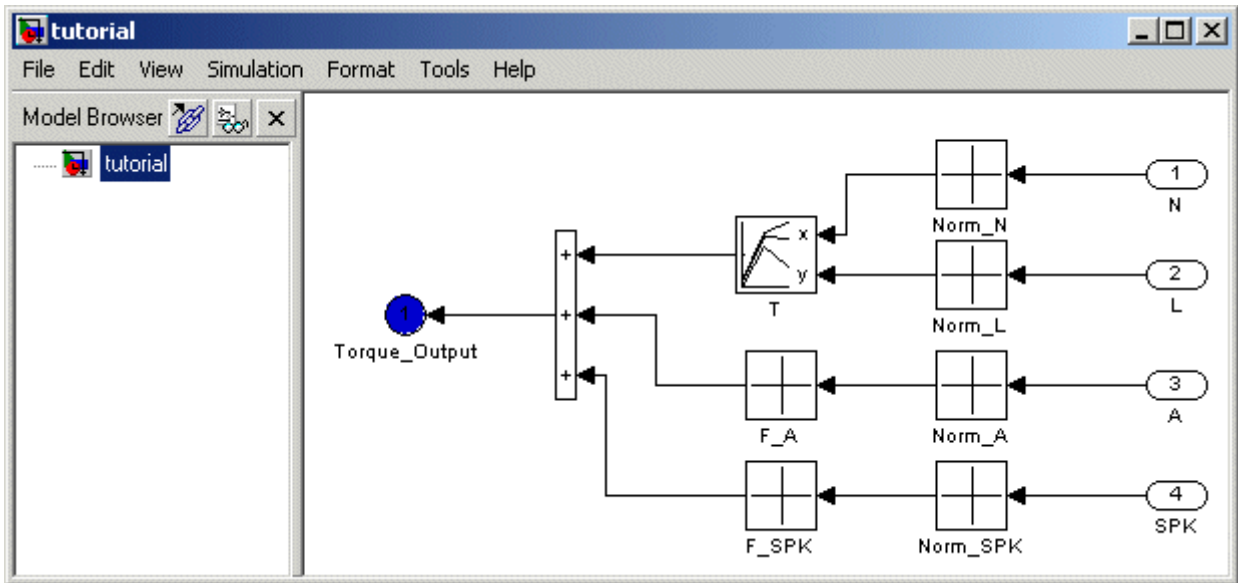 tutorial
File Edit View Simulation Format Tools Help
Model Browser
tutorial
1
N
Norm_N
x
y
T
2
L
Norm_L
+
+
+
1
Torque_Output
3
A
Norm_A
F_A
4
SPK
Norm_SPK
F_SPK